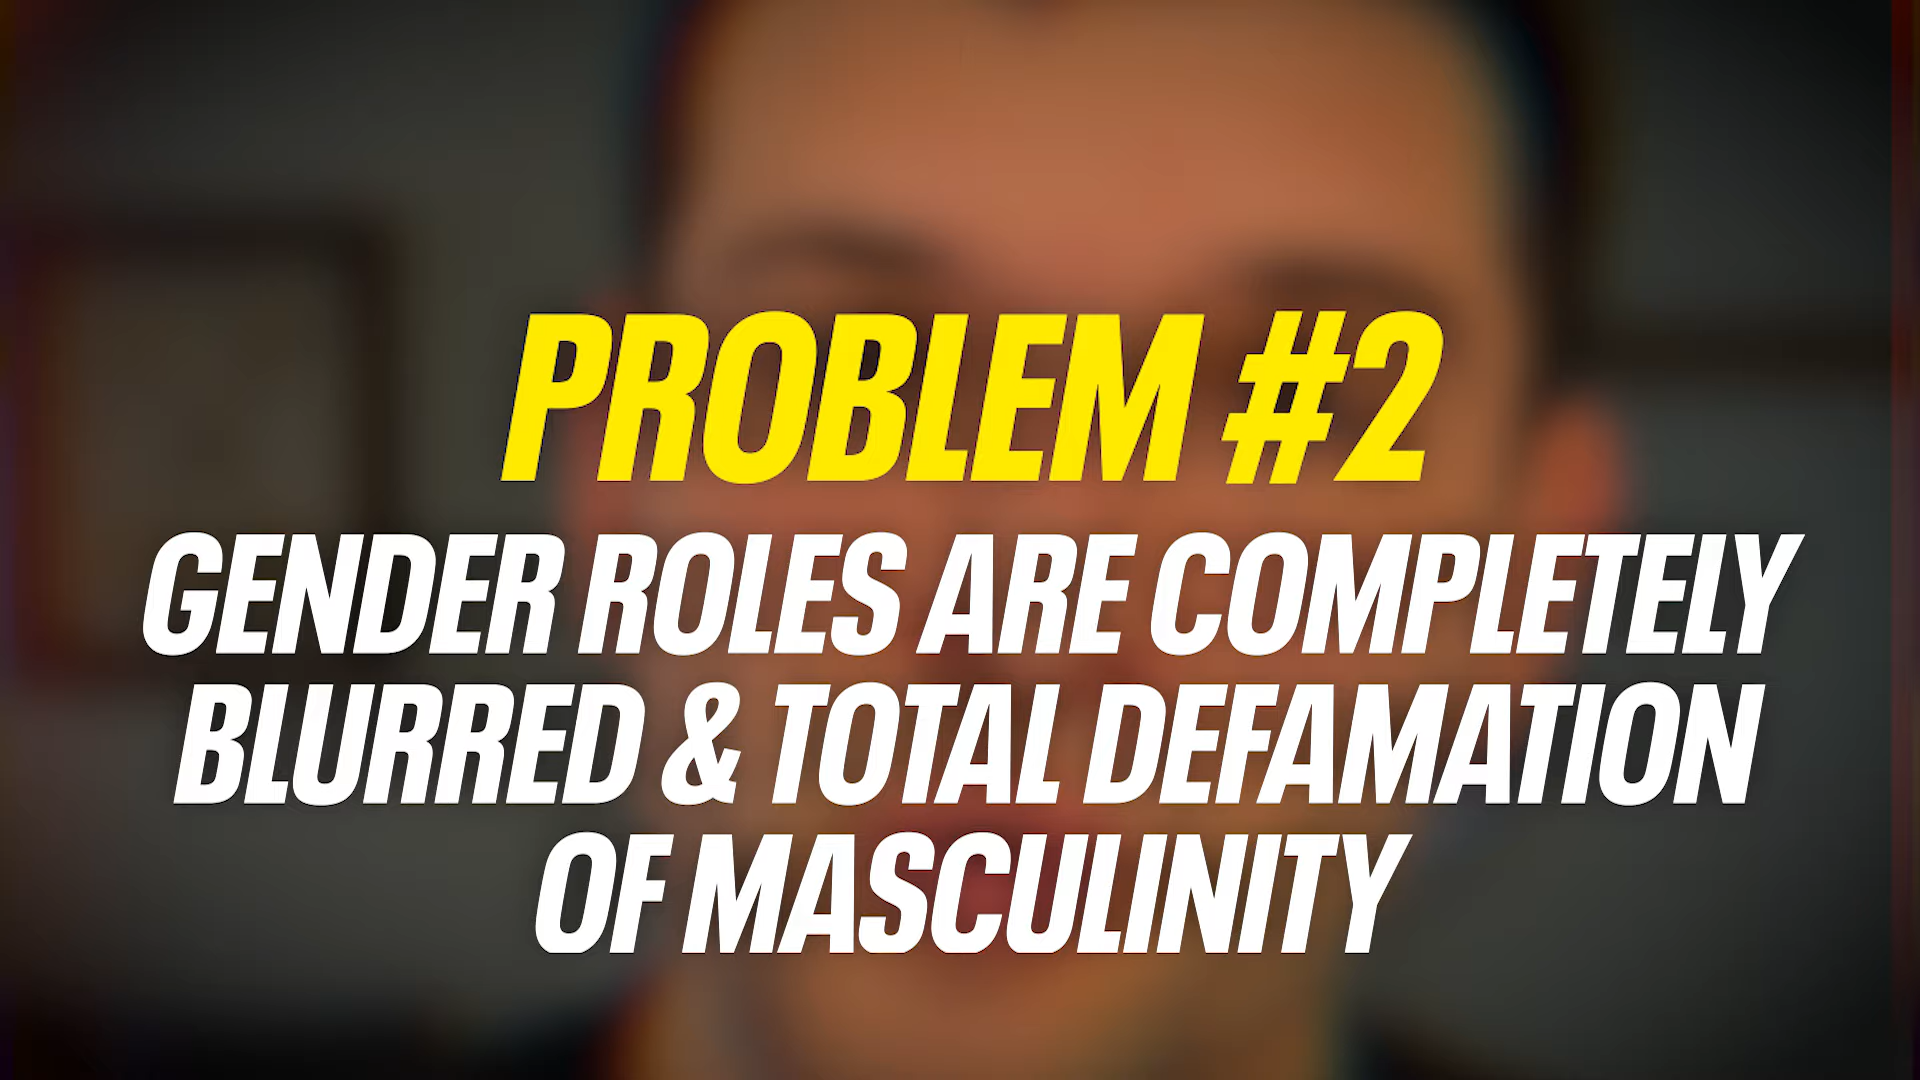 PROBLEM #2
GENDER ROLES ARE COMPLETELY
BLURRED & TOTAL DEFAMATION
OF MASCULINITY